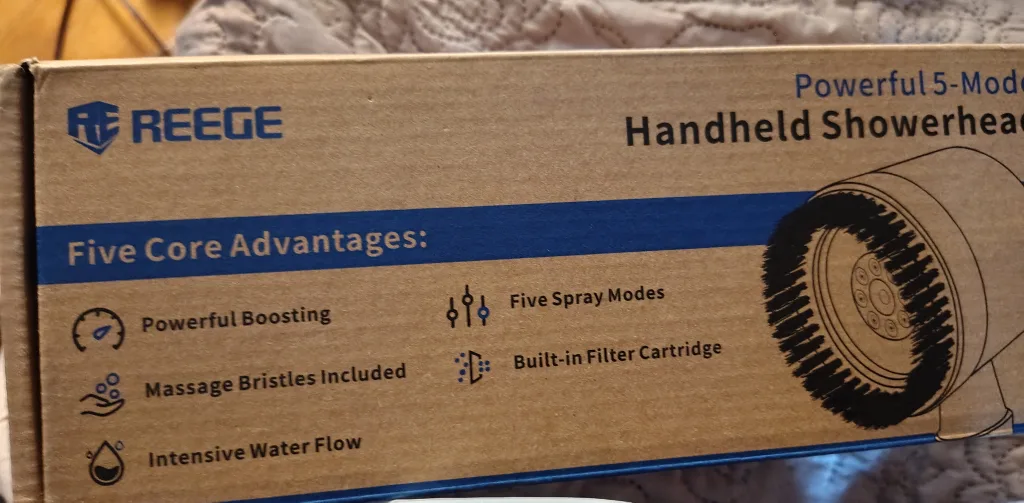 REEGE
Powerful 5-Mode
Handheld Showerhead
Five Core Advantages:
Powerful Boosting
Massage Bristles Included
Intensive Water Flow
Five Spray Modes
Built-in Filter Cartridge